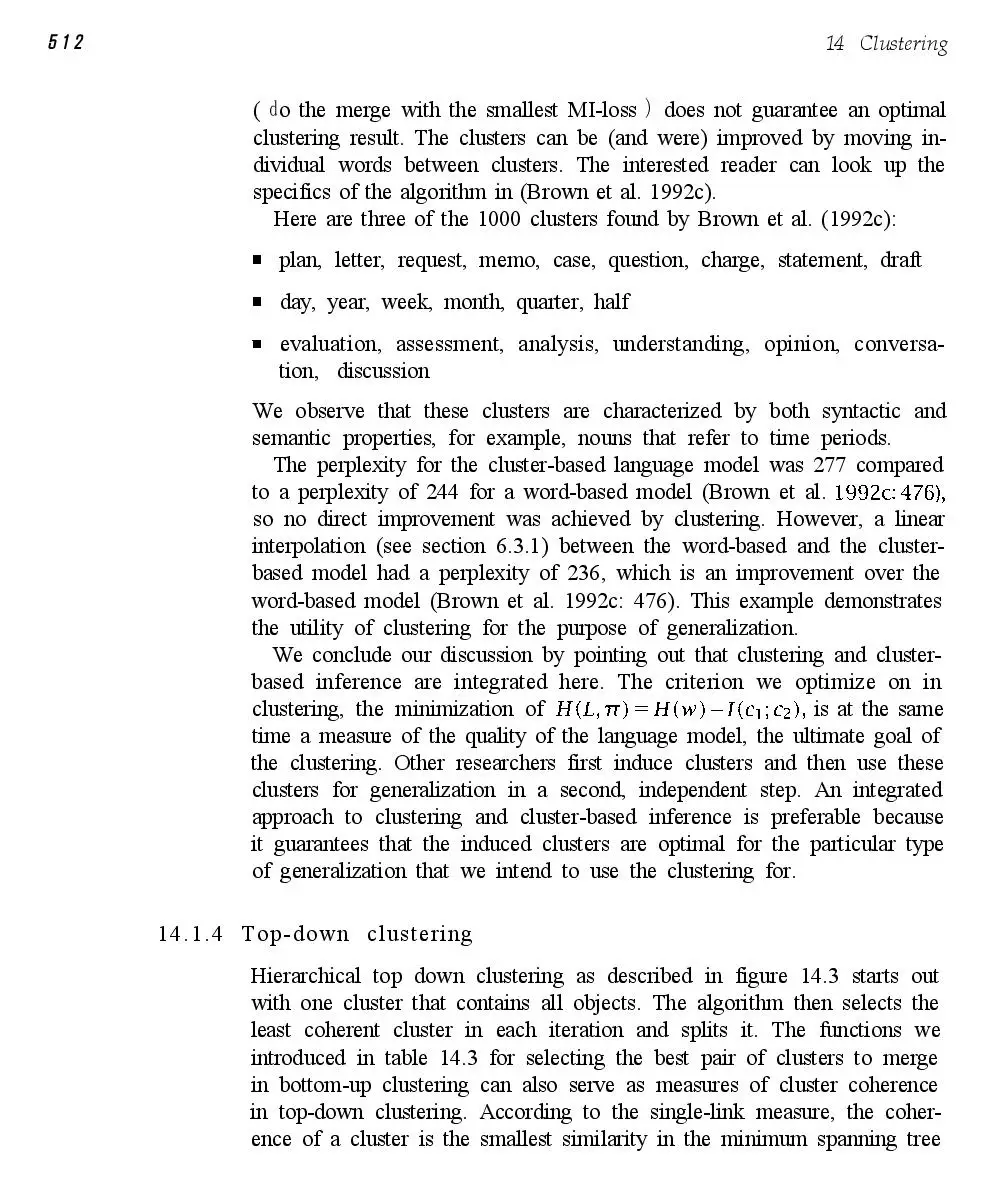 512
14 Clustering
( do the merge with the smallest MI-loss ) does not guarantee an optimal
clustering result. The clusters can be (and were) improved by moving in-
dividual words between clusters. The interested reader can look up the
specifics of the algorithm in (Brown et al. 1992c).
Here are three of the 1000 clusters found by Brown et al. (1992c):
■ plan, letter, request, memo, case, question, charge, statement, draft
■ day, year, week, month, quarter, half
■ evaluation, assessment, analysis, understanding, opinion, conversa-
tion, discussion
We observe that these clusters are characterized by both syntactic and
semantic properties, for example, nouns that refer to time periods.
The perplexity for the cluster-based language model was 277 compared
to a perplexity of 244 for a word-based model (Brown et al. 1992c: 476),
so no direct improvement was achieved by clustering. However, a linear
interpolation (see section 6.3.1) between the word-based and the cluster-
based model had a perplexity of 236, which is an improvement over the
word-based model (Brown et al. 1992c: 476). This example demonstrates
the utility of clustering for the purpose of generalization.
We conclude our discussion by pointing out that clustering and cluster-
based inference are integrated here. The criterion we optimize on in
clustering, the minimization of H(L, π) = H(w) − I(c₁; c₂), is at the same
time a measure of the quality of the language model, the ultimate goal of
the clustering. Other researchers first induce clusters and then use these
clusters for generalization in a second, independent step. An integrated
approach to clustering and cluster-based inference is preferable because
it guarantees that the induced clusters are optimal for the particular type
of generalization that we intend to use the clustering for.
14.1.4 Top-down clustering
Hierarchical top down clustering as described in figure 14.3 starts out
with one cluster that contains all objects. The algorithm then selects the
least coherent cluster in each iteration and splits it. The functions we
introduced in table 14.3 for selecting the best pair of clusters to merge
in bottom-up clustering can also serve as measures of cluster coherence
in top-down clustering. According to the single-link measure, the coher-
ence of a cluster is the smallest similarity in the minimum spanning tree